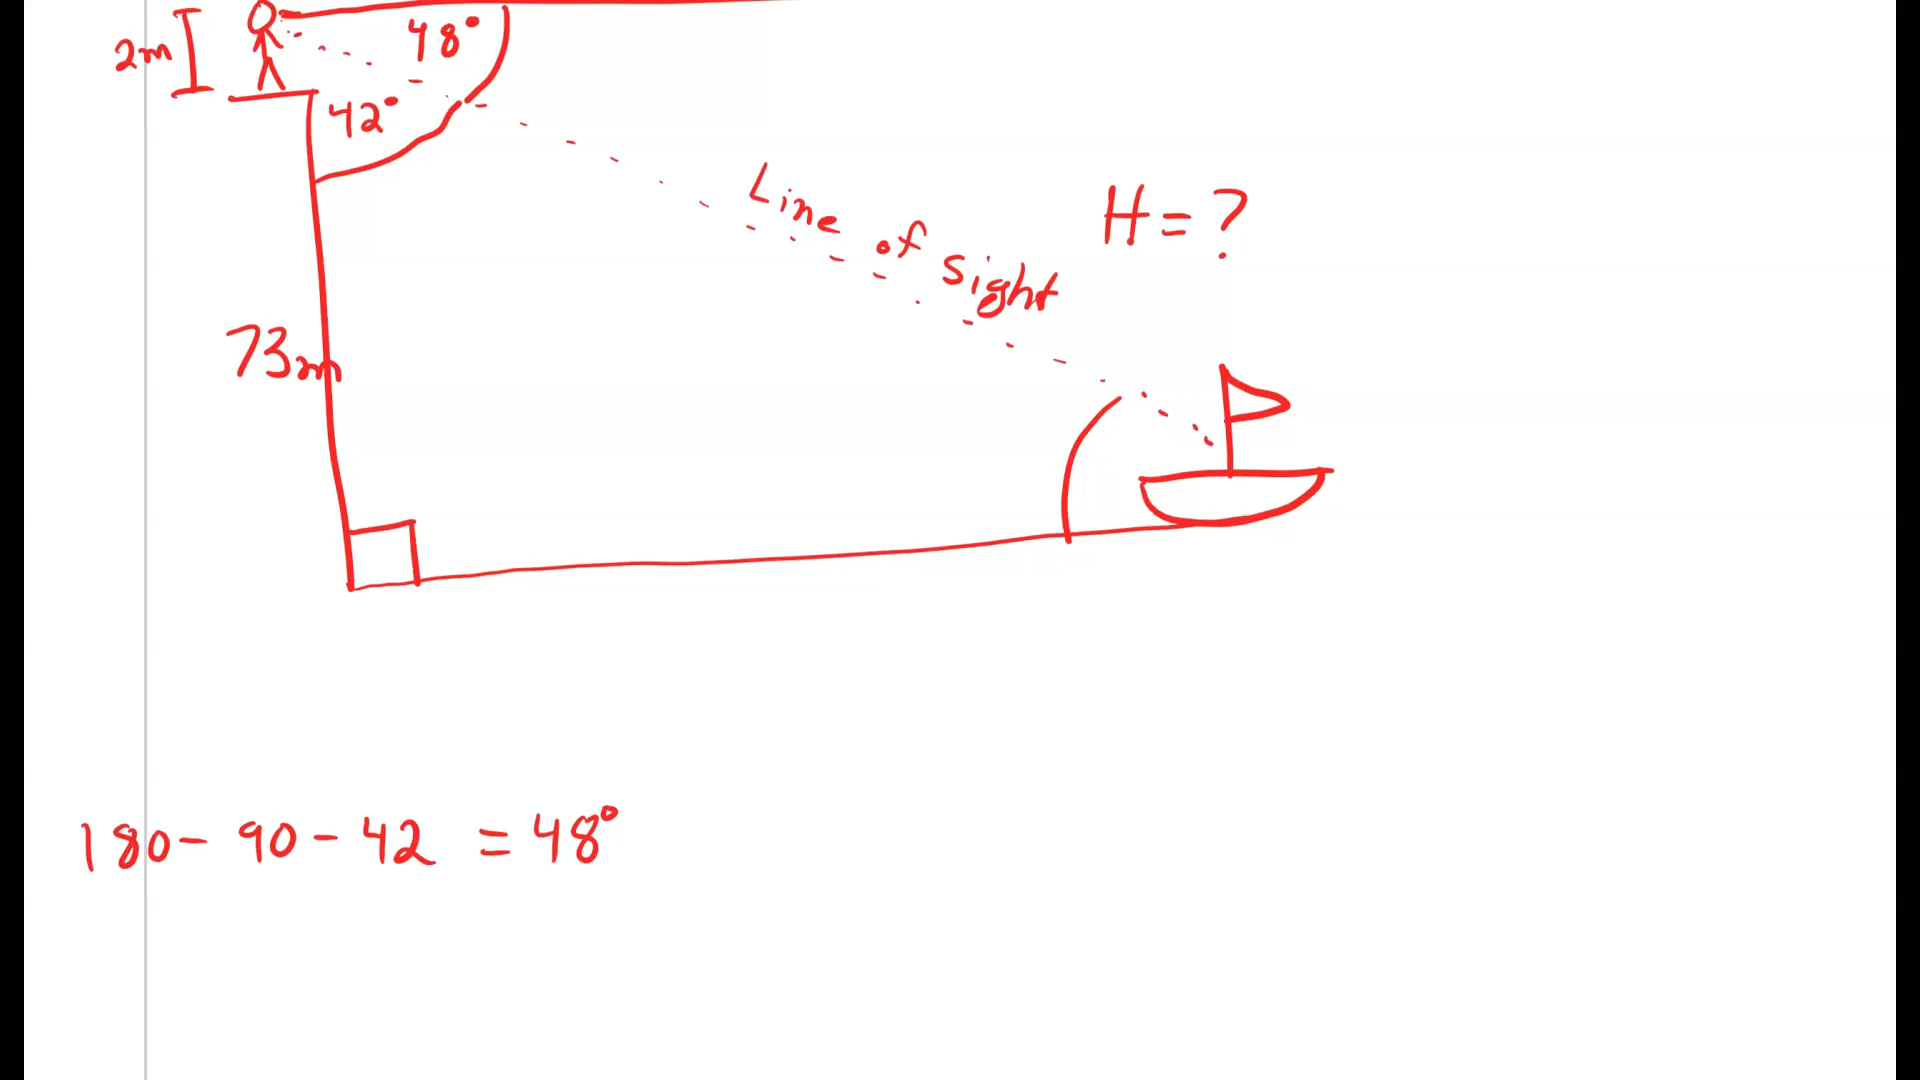 48°
2m
42°
Line of sight
H = ?
73m
180 - 90 - 42 = 48°